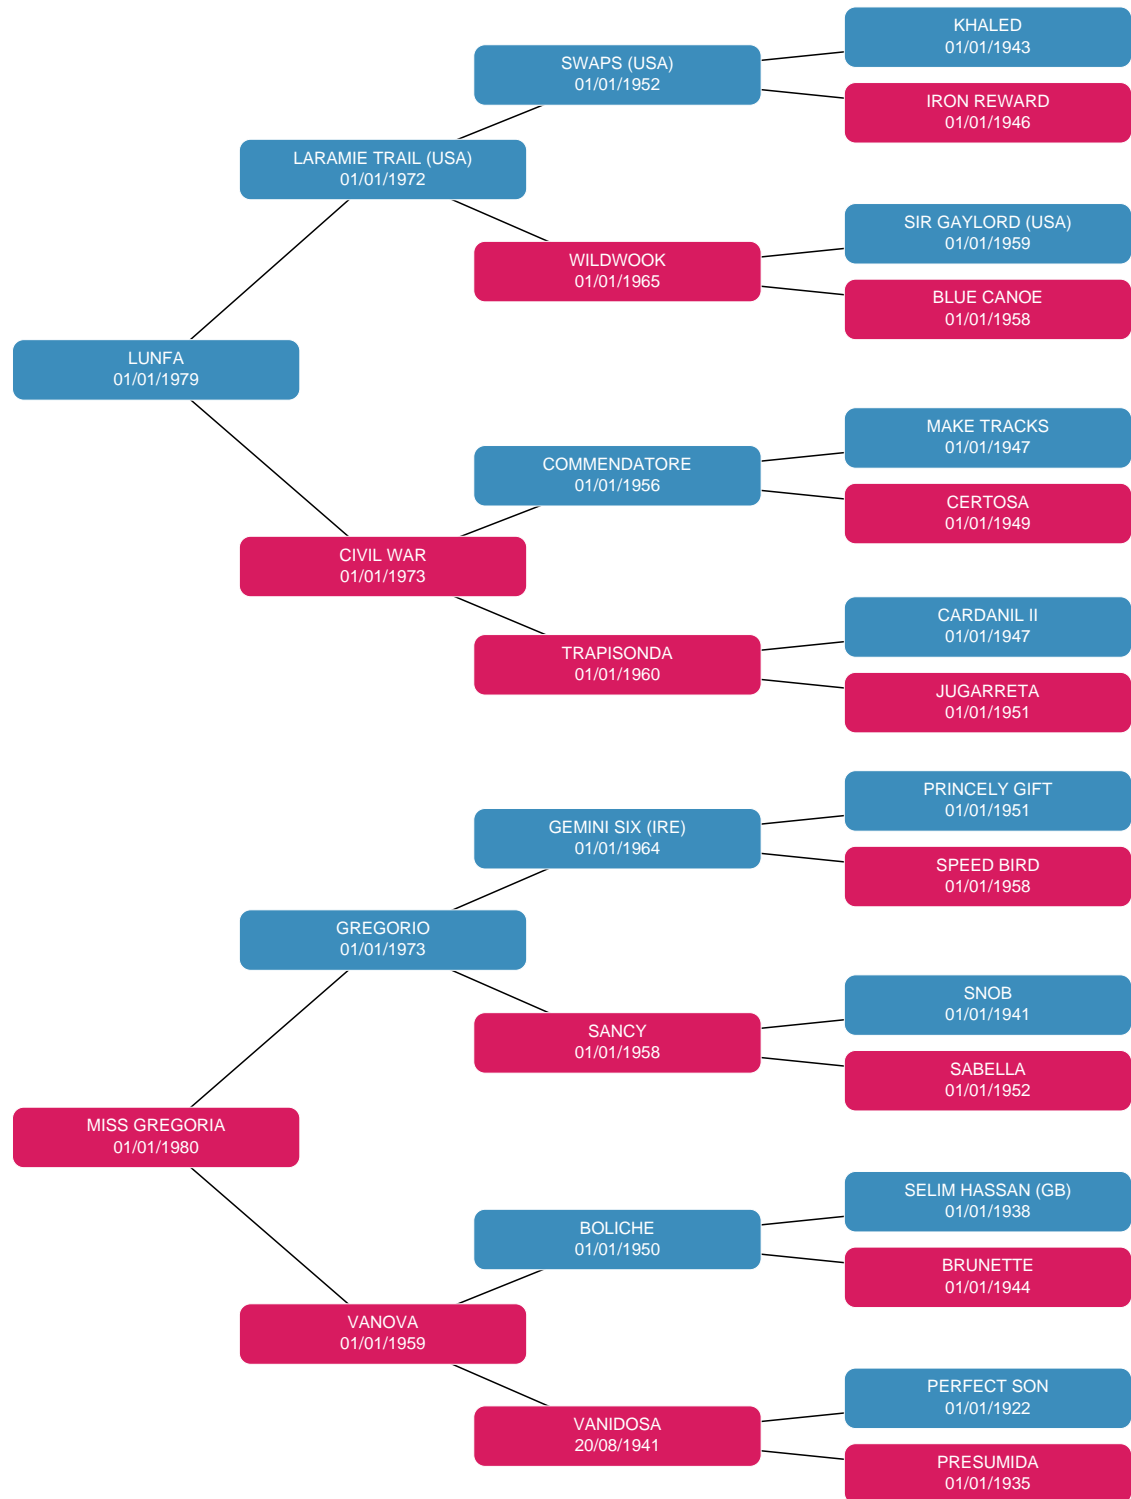 KHALED
01/01/1943
SWAPS (USA)
01/01/1952
IRON REWARD
01/01/1946
LARAMIE TRAIL (USA)
01/01/1972
SIR GAYLORD (USA)
01/01/1959
WILDWOOK
01/01/1965
BLUE CANOE
01/01/1958
LUNFA
01/01/1979
MAKE TRACKS
01/01/1947
COMMENDATORE
01/01/1956
CERTOSA
01/01/1949
CIVIL WAR
01/01/1973
CARDANIL II
01/01/1947
TRAPISONDA
01/01/1960
JUGARRETA
01/01/1951
PRINCELY GIFT
01/01/1951
GEMINI SIX (IRE)
01/01/1964
SPEED BIRD
01/01/1958
GREGORIO
01/01/1973
SNOB
01/01/1941
SANCY
01/01/1958
SABELLA
01/01/1952
MISS GREGORIA
01/01/1980
SELIM HASSAN (GB)
01/01/1938
BOLICHE
01/01/1950
BRUNETTE
01/01/1944
VANOVA
01/01/1959
PERFECT SON
01/01/1922
VANIDOSA
20/08/1941
PRESUMIDA
01/01/1935